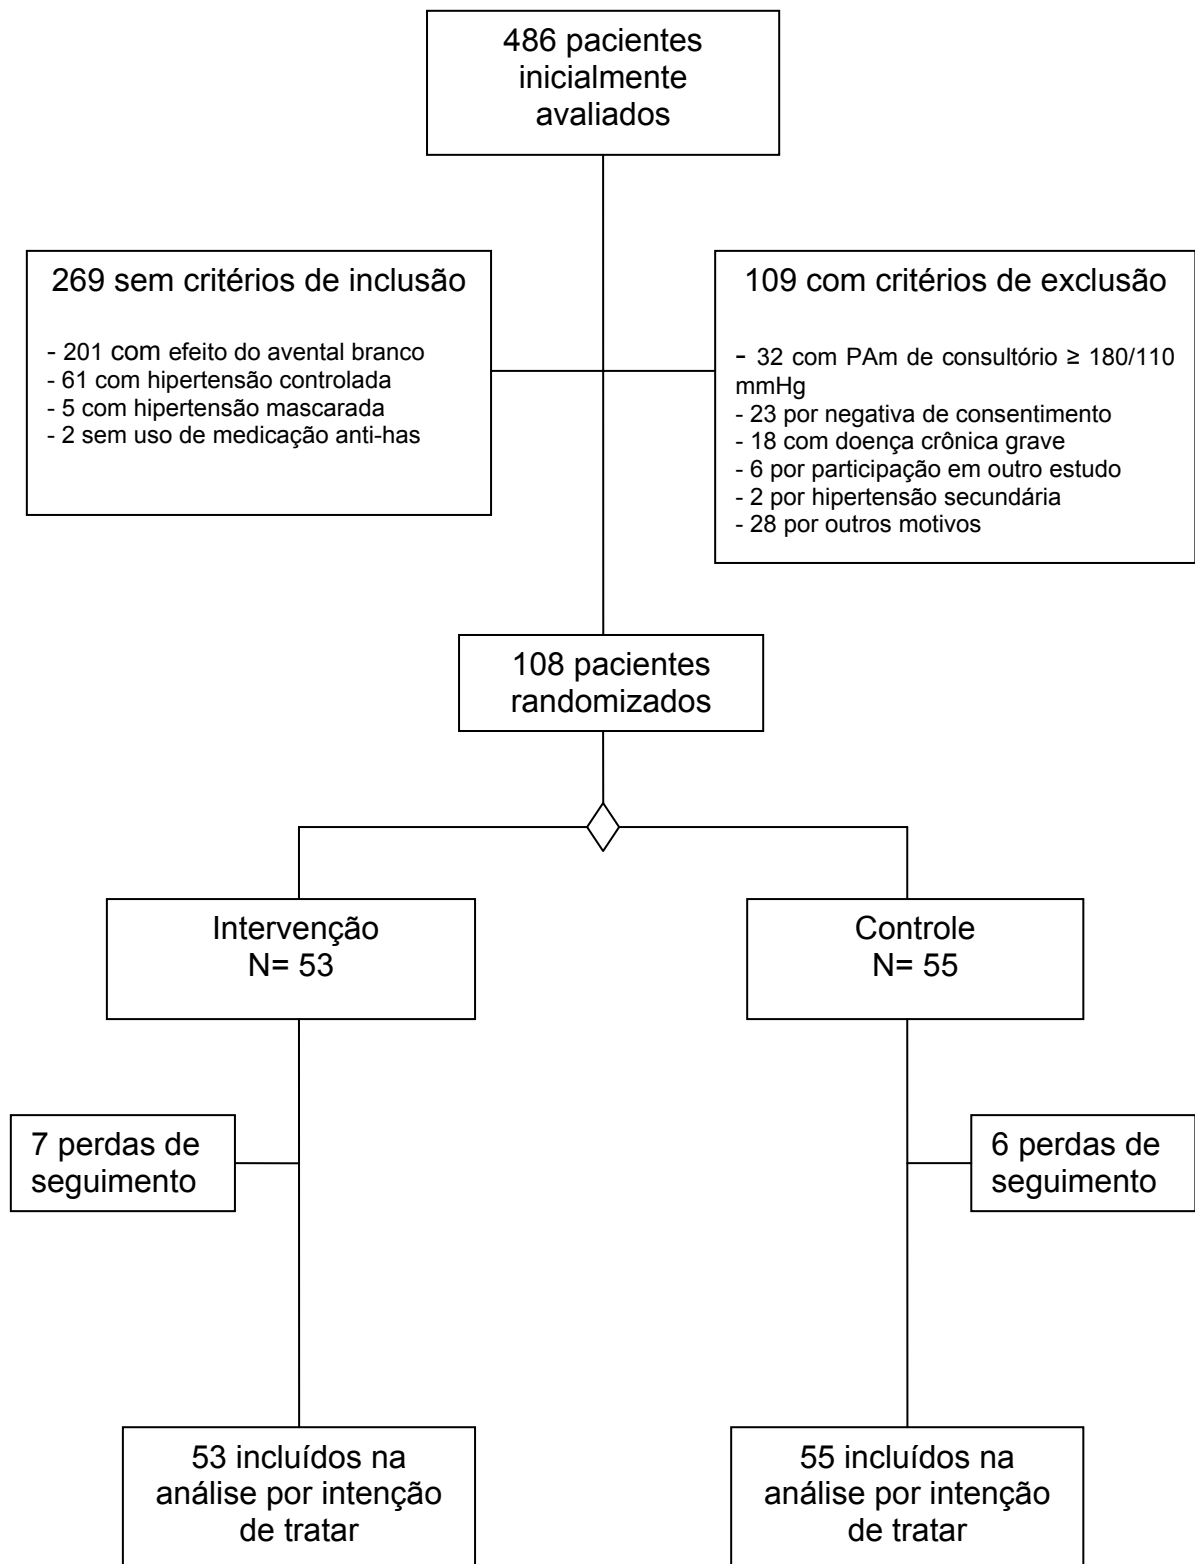 486 pacientes
inicialmente
avaliados
269 sem critérios de inclusão
- 201 com efeito do avental branco
- 61 com hipertensão controlada
- 5 com hipertensão mascarada
- 2 sem uso de medicação anti-has
109 com critérios de exclusão
- 32 com PAm de consultório ≥ 180/110
mmHg
- 23 por negativa de consentimento
- 18 com doença crônica grave
- 6 por participação em outro estudo
- 2 por hipertensão secundária
- 28 por outros motivos
108 pacientes
randomizados
Intervenção
N= 53
Controle
N= 55
7 perdas de
seguimento
6 perdas de
seguimento
53 incluídos na
análise por intenção
de tratar
55 incluídos na
análise por intenção
de tratar